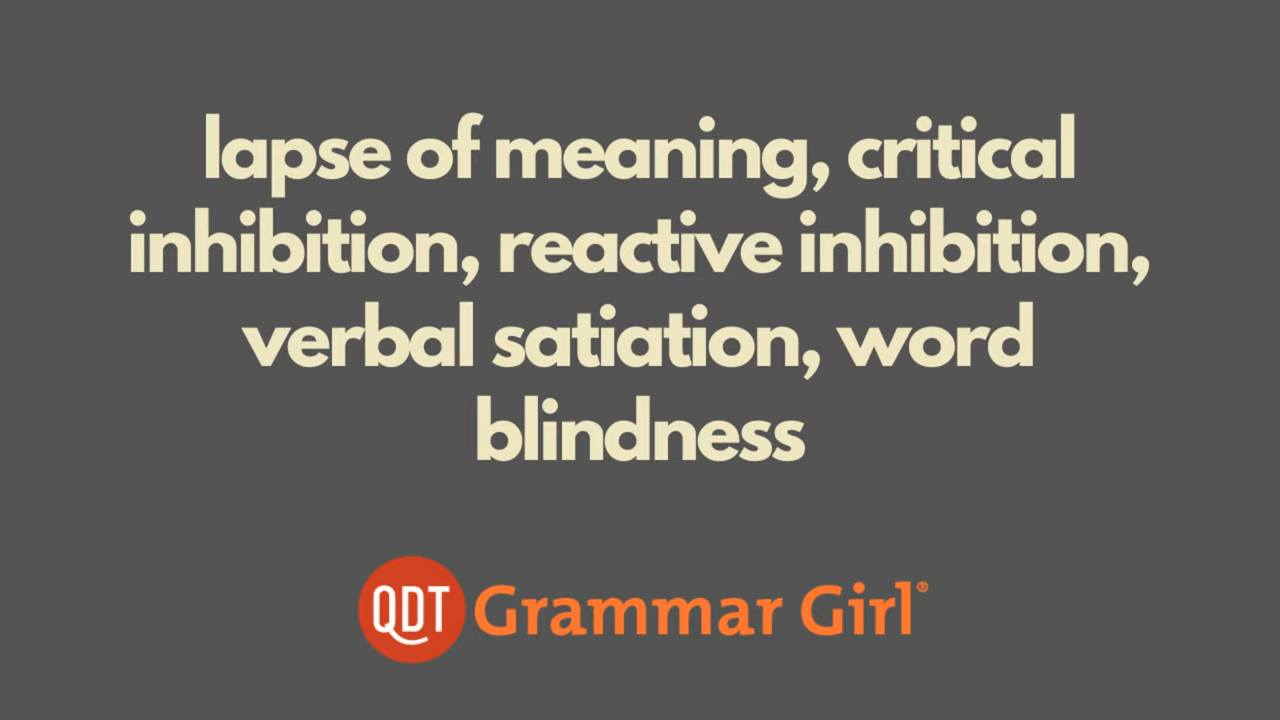 lapse of meaning, critical
inhibition, reactive inhibition,
verbal satiation, word
blindness
QDT Grammar Girl®